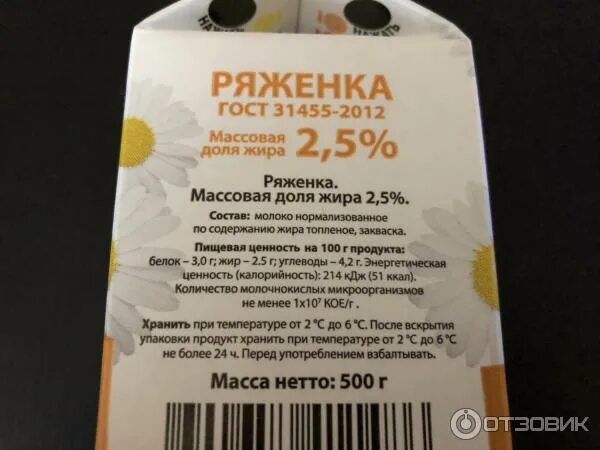 НАЖАТЬ
РЯЖЕНКА
ГОСТ 31455-2012
Массовая
доля жира 2,5%
Ряженка.
Массовая доля жира 2,5%.
Состав: молоко нормализованное
по содержанию жира топленое, закваска.
Пищевая ценность на 100 г продукта:
белок – 3,0 г; жир – 2.5 г; углеводы – 4,2 г. Энергетическая
ценность (калорийность): 214 кДж (51 ккал).
Количество молочнокислых микроорганизмов
не менее 1х10⁷ КОЕ/г .
Хранить при температуре от 2 °С до 6 °С. После вскрытия
упаковки продукт хранить при температуре от 2 °С до 6 °С
не более 24 ч. Перед употреблением взбалтывать.
Масса нетто: 500 г
ОТЗОВИК